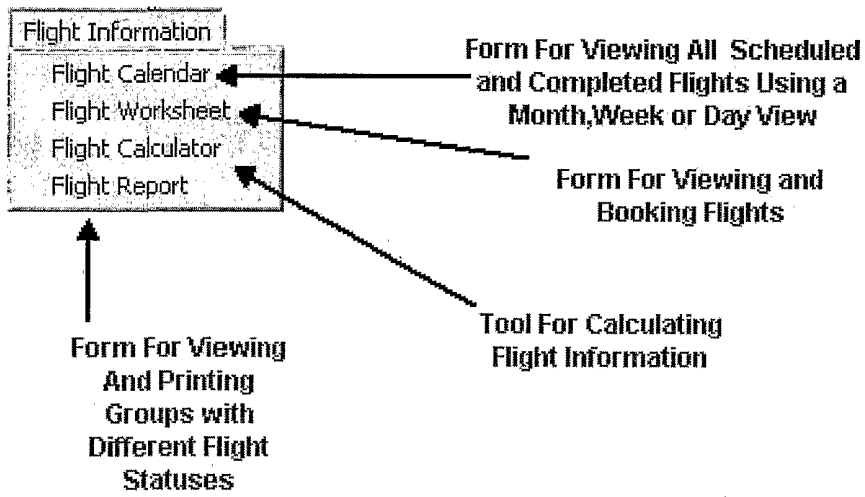 Flight Information
Flight Calendar
Flight Worksheet
Flight Calculator
Flight Report
Form For Viewing All Scheduled
and Completed Flights Using a
Month,Week or Day View
Form For Viewing and
Booking Flights
Tool For Calculating
Flight Information
Form For Viewing
And Printing
Groups with
Different Flight
Statuses